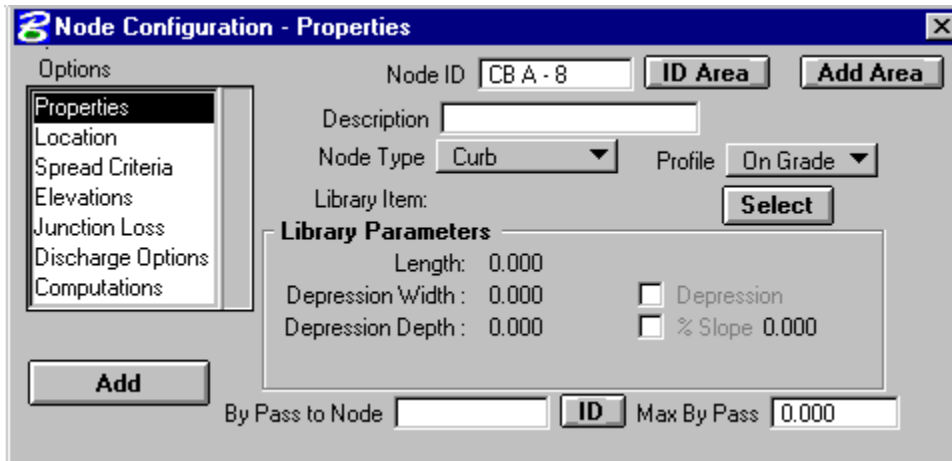 Node Configuration - Properties
Options
Properties
Location
Spread Criteria
Elevations
Junction Loss
Discharge Options
Computations
Add
Node ID CB A - 8 ID Area Add Area
Description
Node Type Curb Profile On Grade
Library Item: Select
Library Parameters
Length: 0.000
Depression Width : 0.000 Depression
Depression Depth : 0.000 % Slope 0.000
By Pass to Node ID Max By Pass 0.000